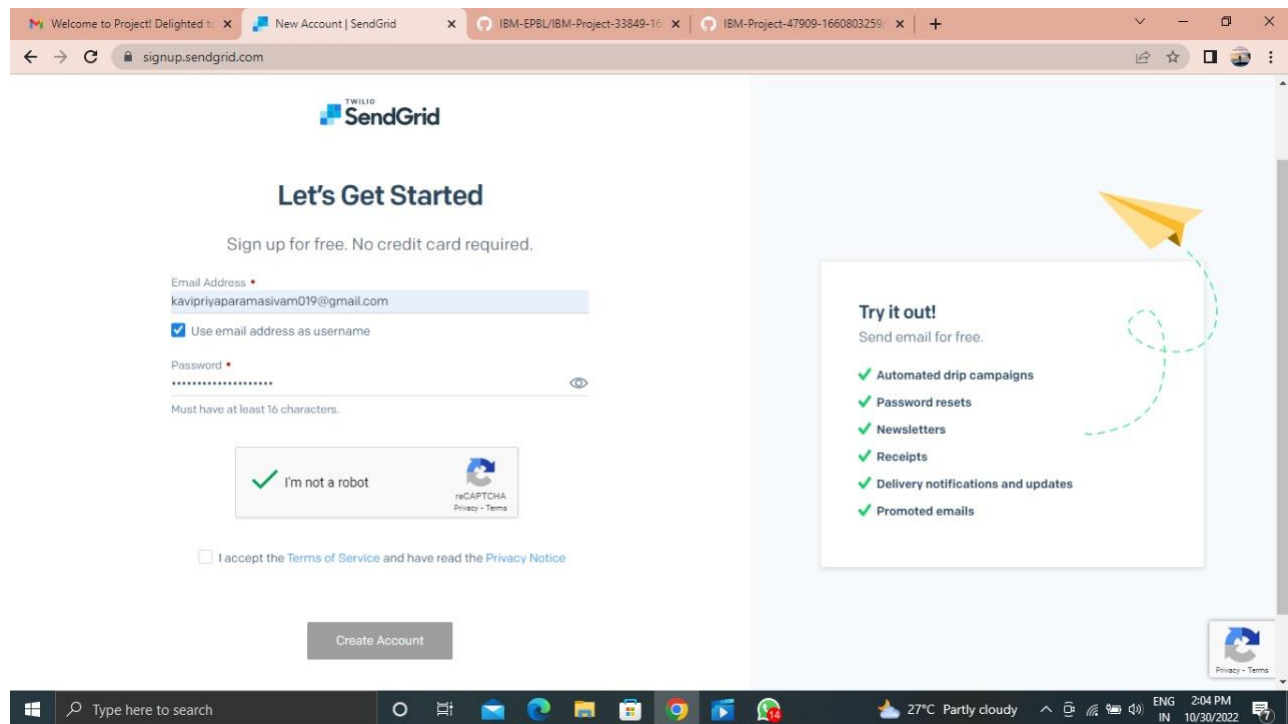 Welcome to Project! Delighted to
New Account | SendGrid
IBM-EPBL/IBM-Project-33849-16
IBM-Project-47909-1660803259/
signup.sendgrid.com
TWILIO
SendGrid
Let's Get Started
Sign up for free. No credit card required.
Email Address •
kavipriyaparamasivam019@gmail.com
Use email address as username
Password •
••••••••••••••••••••
Must have at least 16 characters.
I'm not a robot
reCAPTCHA
Privacy - Terms
I accept the Terms of Service and have read the Privacy Notice
Create Account
Try it out!
Send email for free.
Automated drip campaigns
Password resets
Newsletters
Receipts
Delivery notifications and updates
Promoted emails
Privacy - Terms
Type here to search
14
27°C Partly cloudy
ENG
IN
2:04 PM
10/30/2022
7